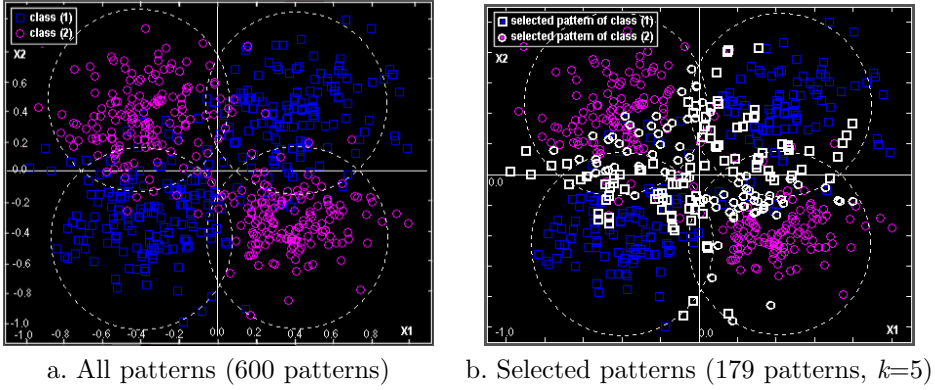 class (1)
class (2)
X2
0.6
0.4
0.2
0.0
-0.2
-0.4
-0.6
-0.8
-1.0
-1.0
-0.8
-0.6
-0.4
-0.2
0.0
0.2
0.4
0.6
0.8
X1
selected pattern of class (1)
selected pattern of class (2)
X2
0.0
-1.0
0.0
X1
a. All patterns (600 patterns)
b. Selected patterns (179 patterns, k=5)